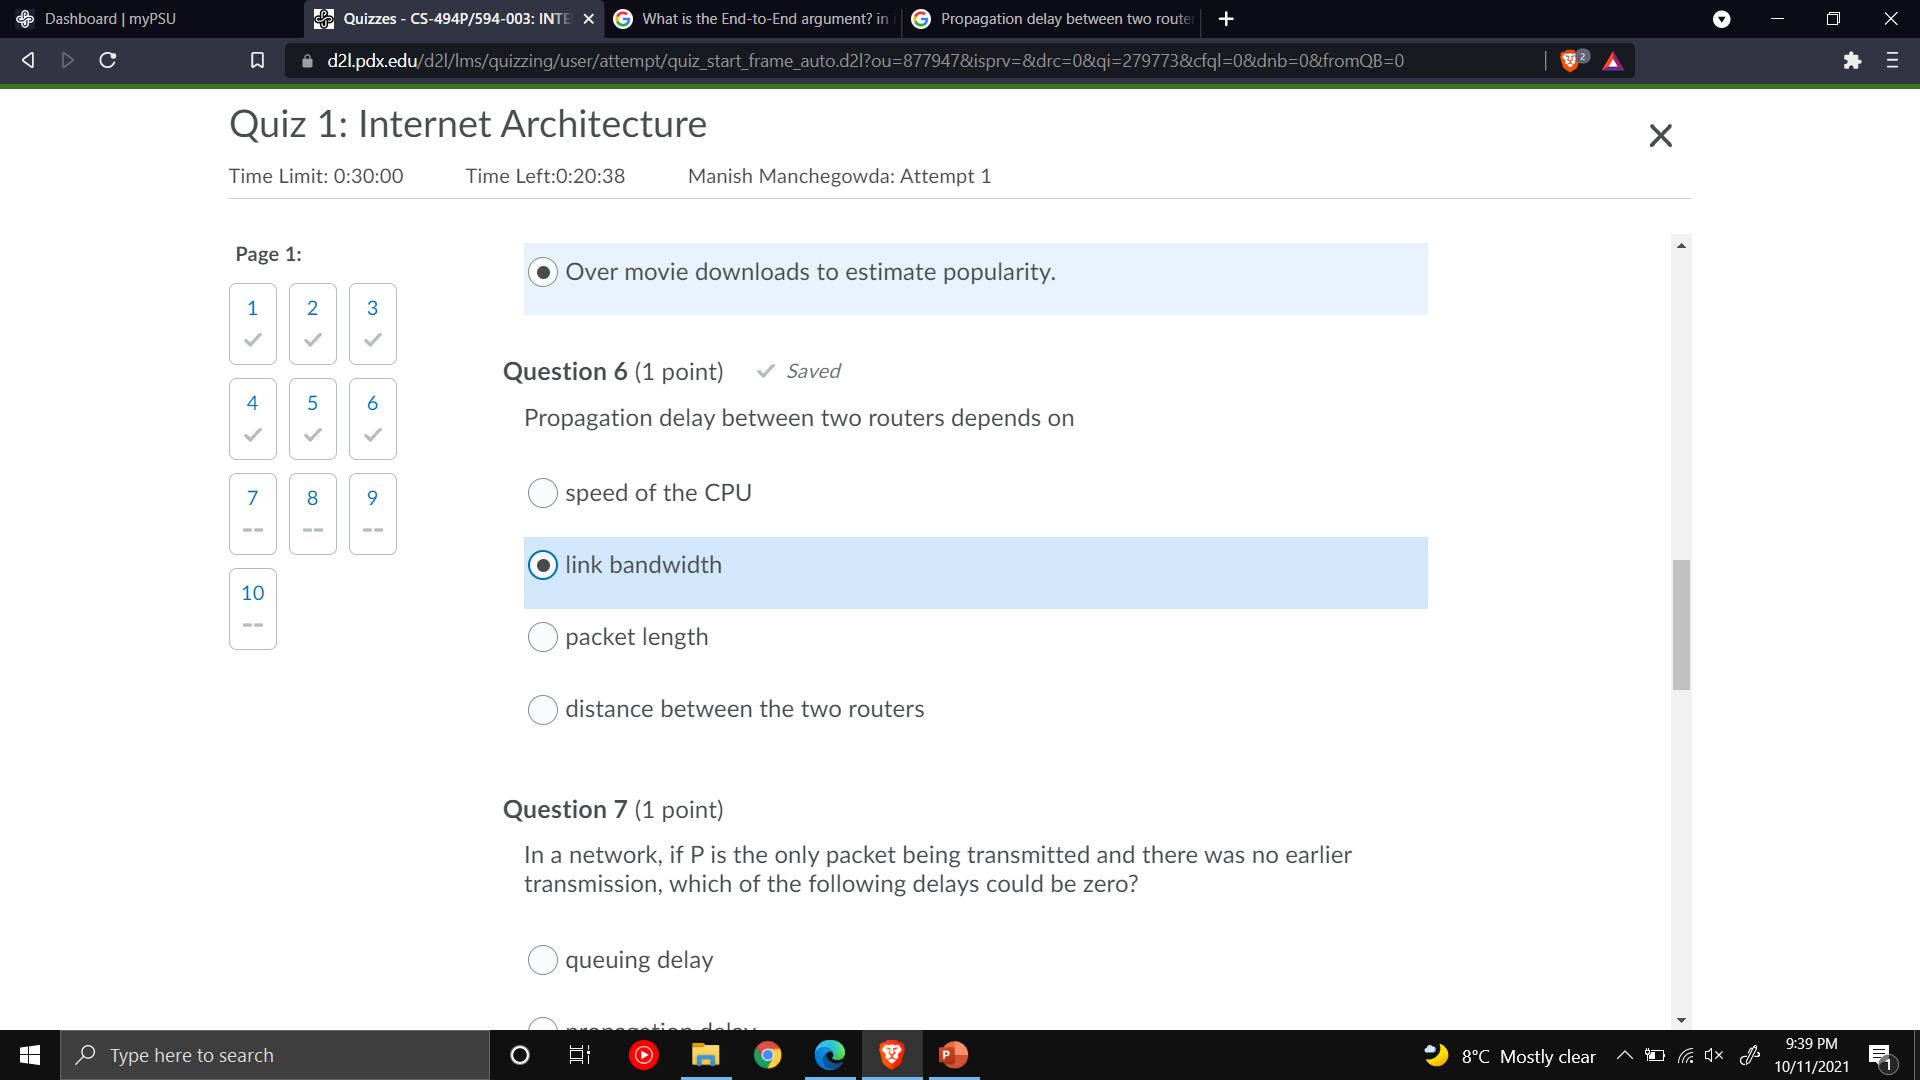 Dashboard | myPSU
Quizzes - CS-494P/594-003: INTE
What is the End-to-End argument? in
Propagation delay between two router
d2l.pdx.edu/d2l/lms/quizzing/user/attempt/quiz_start_frame_auto.d2l?ou=877947&isprv=&drc=0&qi=279773&cfql=0&dnb=0&fromQB=0
2
Quiz 1: Internet Architecture
Time Limit: 0:30:00
Time Left:0:20:38
Manish Manchegowda: Attempt 1
Page 1:
1
2
3
4
5
6
7
--
8
--
9
--
10
--
Over movie downloads to estimate popularity.
Question 6 (1 point)
Saved
Propagation delay between two routers depends on
speed of the CPU
link bandwidth
packet length
distance between the two routers
Question 7 (1 point)
In a network, if P is the only packet being transmitted and there was no earlier
transmission, which of the following delays could be zero?
queuing delay
propagation delay
Type here to search
8°C Mostly clear
9:39 PM
10/11/2021
1